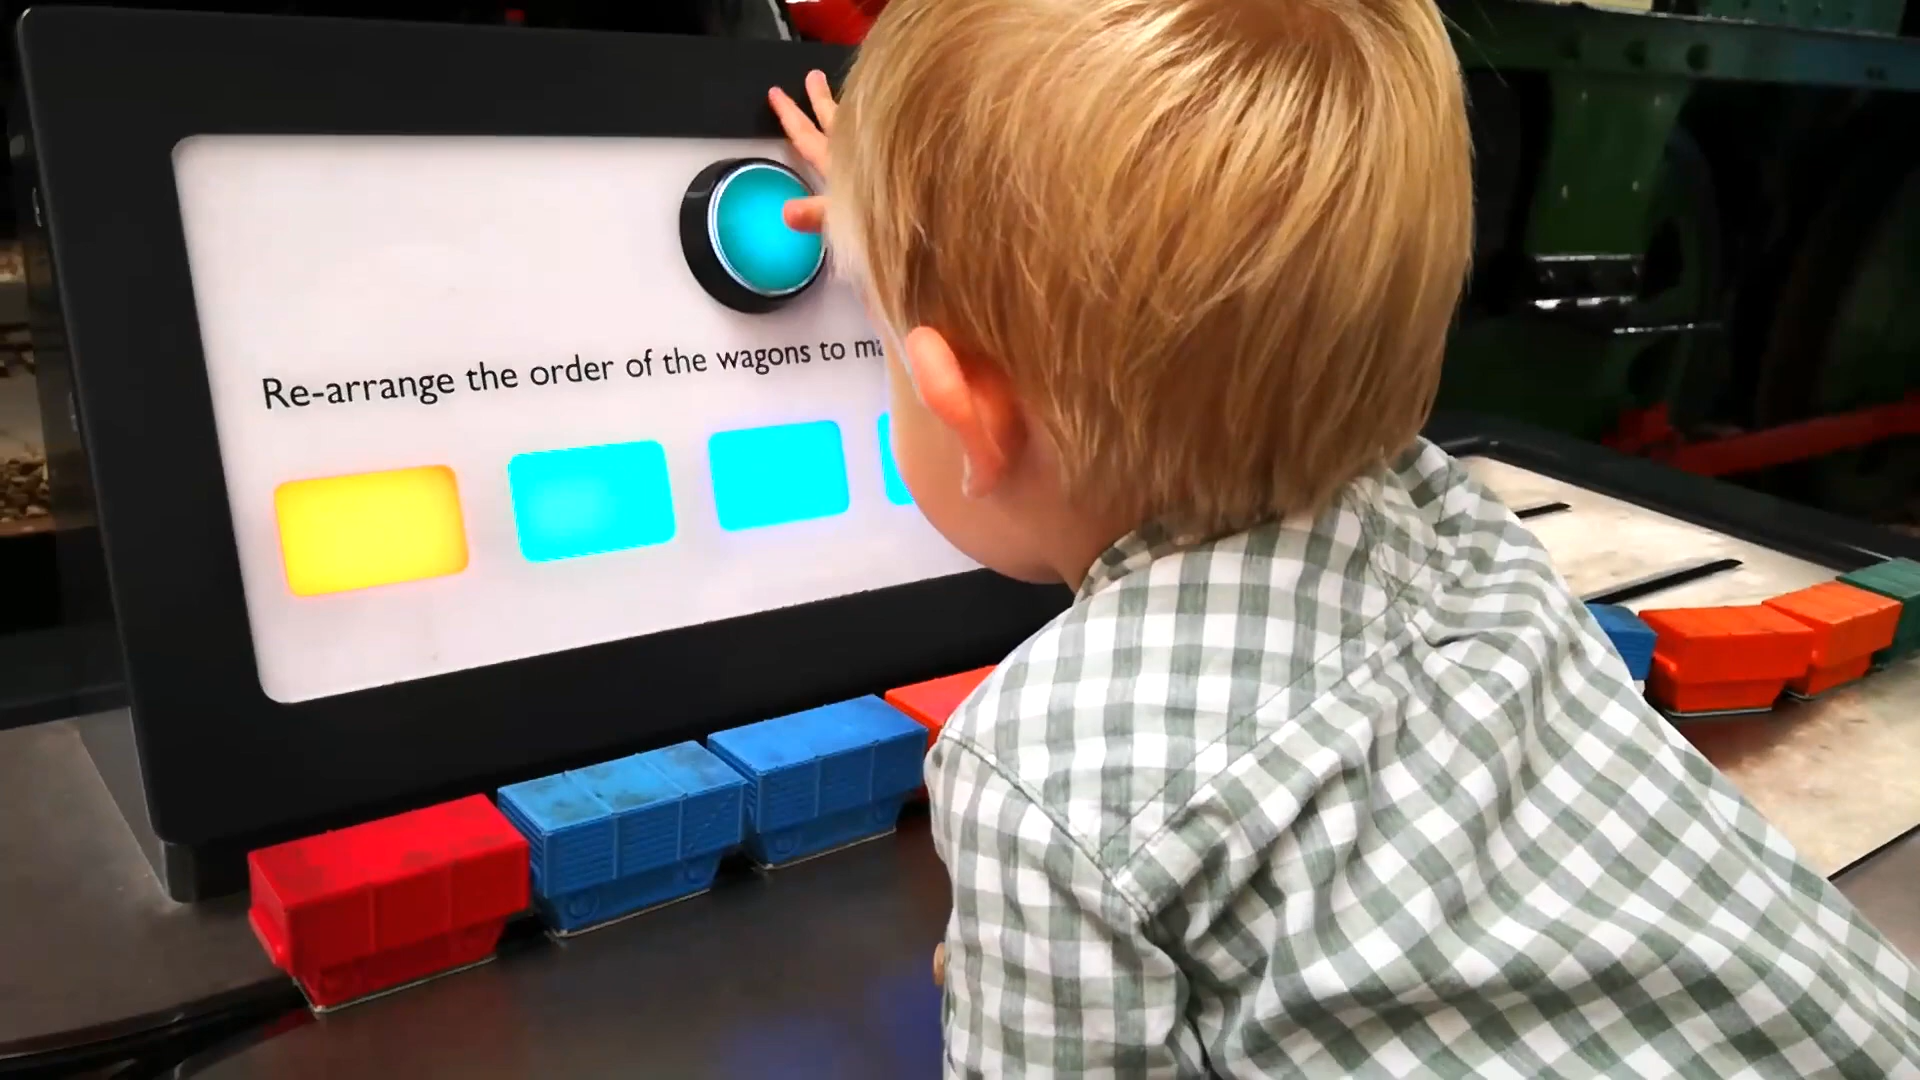 Re-arrange the order of the wagons to